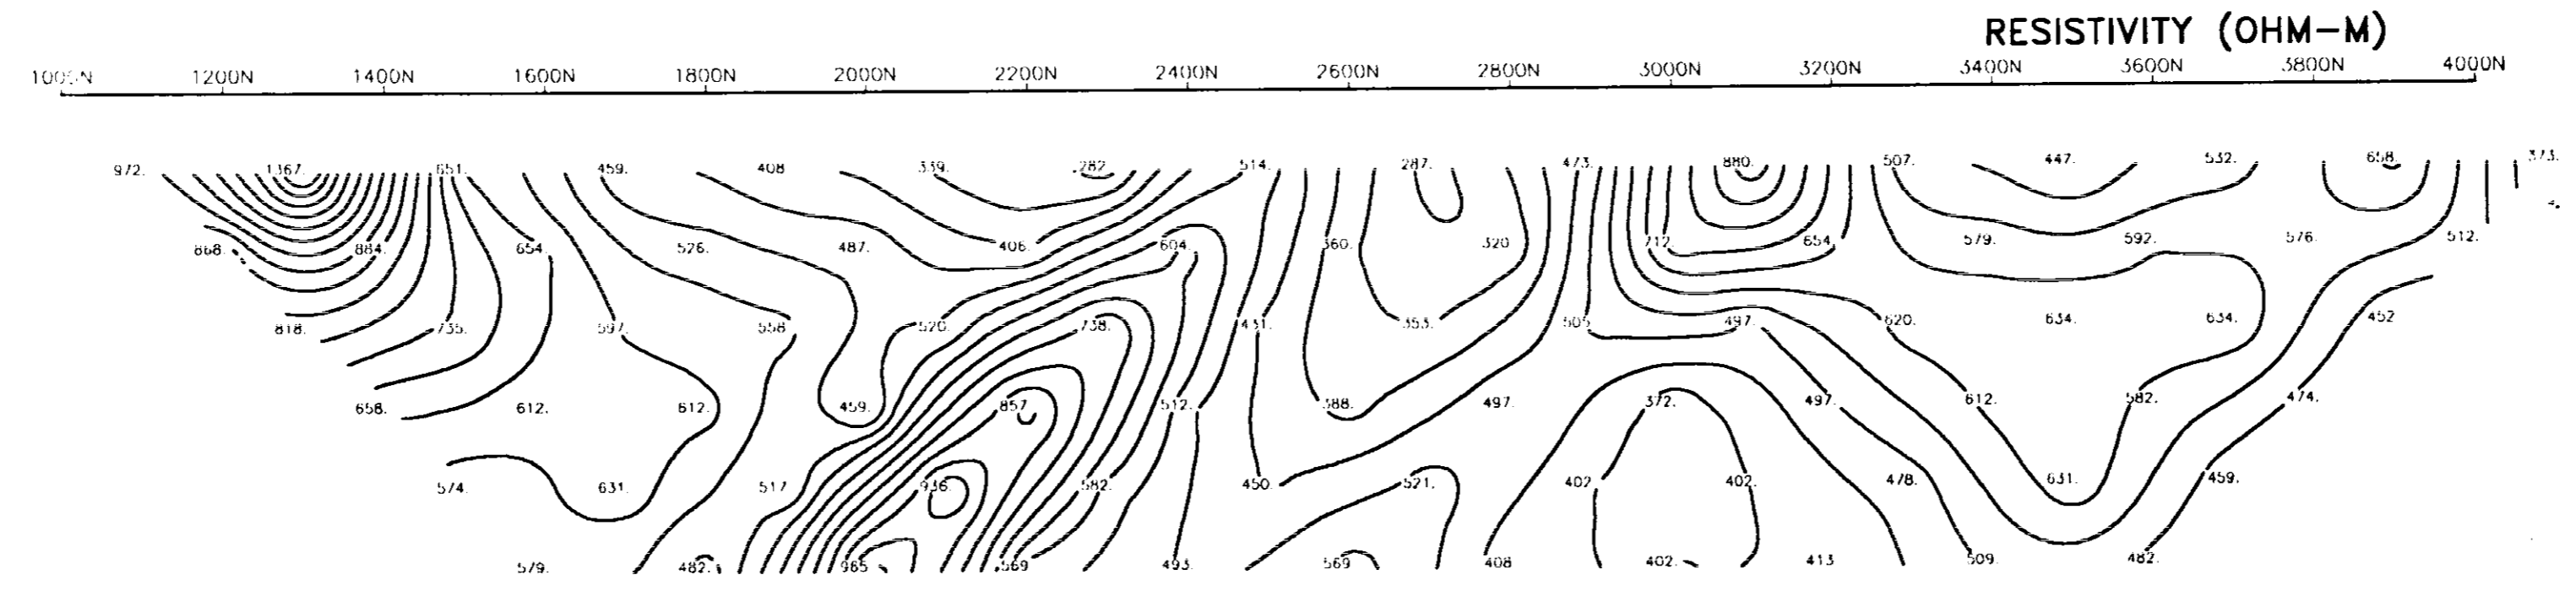 RESISTIVITY (OHM-M)
1200N 1400N 1600N 1800N 2000N 2200N 2400N 2600N 2800N 3000N 3200N 3400N 3600N 3800N 4000N
972. 1367. 651. 459. 408 339. 282. 514. 287. 473. 880. 507. 447. 532. 658. 373.
868. 884. 654. 526. 487. 406. 604. 360. 320 712. 654. 579. 592. 576. 512.
818. 735. 597. 558 520. 738. 431. 353. 505 497. 620. 634. 634. 452
658. 612. 612. 459. 857. 512. 388. 497. 372. 497. 612. 582. 474.
574. 631. 517 936. 582. 450. 521. 402. 402. 478. 631. 459.
579. 482. 965. 569 493. 569 408 402. 413 509. 482.